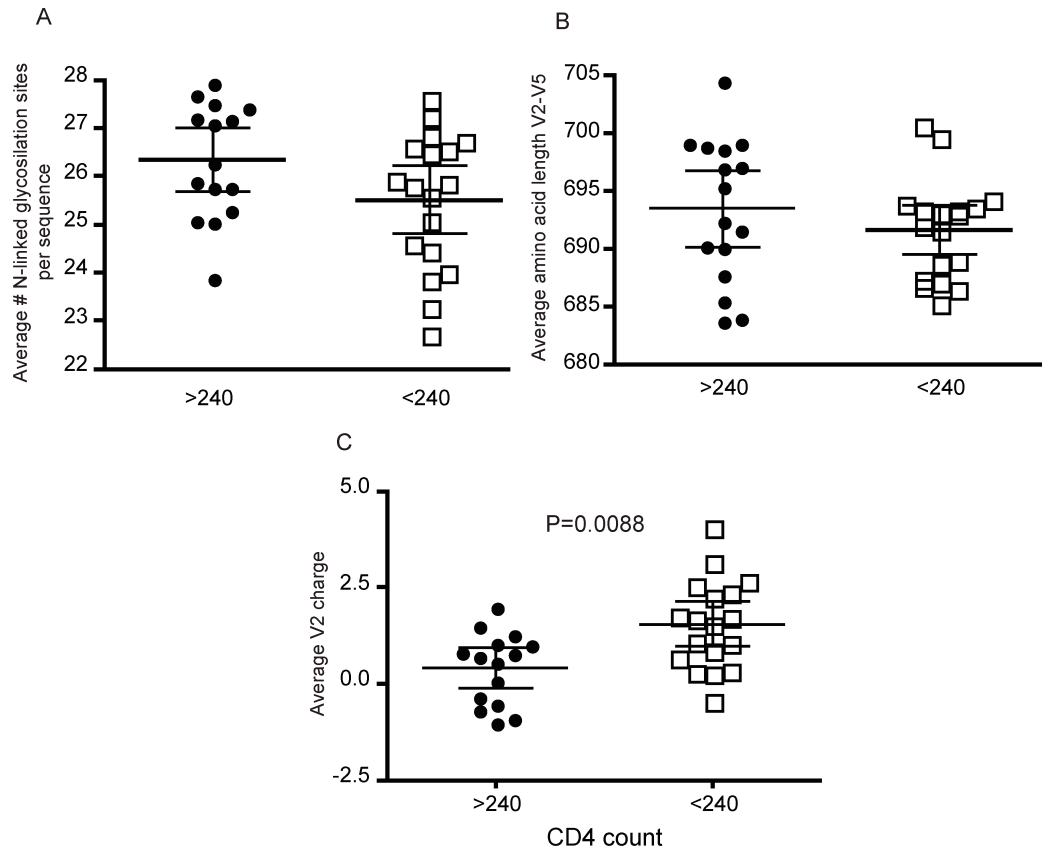 A
Average # N-linked glycosilation sites
per sequence
28
27
26
25
24
23
22
>240
<240
B
Average amino acid length V2-V5
705
700
695
690
685
680
>240
<240
C
Average V2 charge
5.0
2.5
0.0
-2.5
P=0.0088
>240
<240
CD4 count